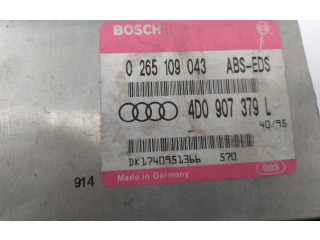 BOSCH
0 265 109 043 ABS-EDS
4D0 907 379 L
40/95
DK1740951366 570
Made in Germany
914